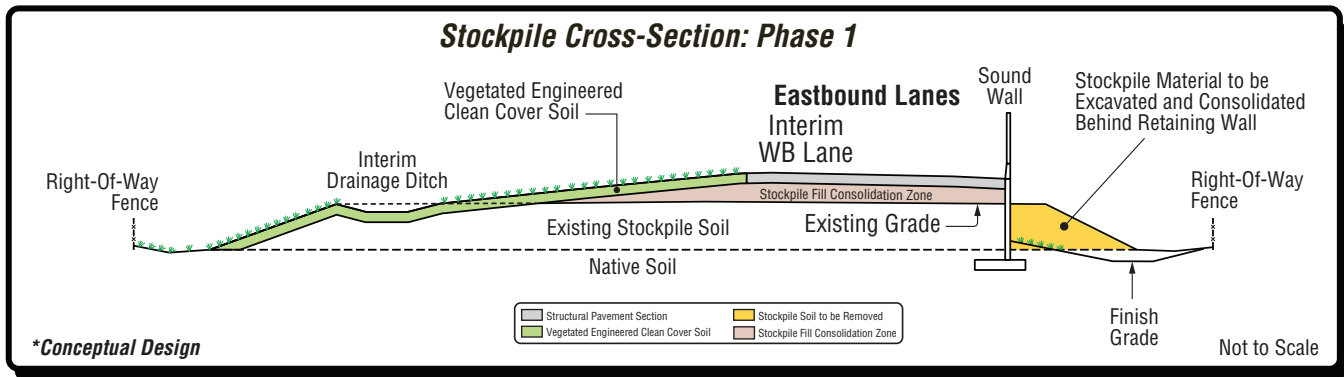 Stockpile Cross-Section: Phase 1
Sound
Wall
Stockpile Material to be
Excavated and Consolidated
Behind Retaining Wall
Vegetated Engineered
Clean Cover Soil
Eastbound Lanes
Interim
WB Lane
Interim
Drainage Ditch
Right-Of-Way
Fence
Right-Of-Way
Fence
Stockpile Fill Consolidation Zone
Existing Stockpile Soil
Existing Grade
Native Soil
Structural Pavement Section
Vegetated Engineered Clean Cover Soil
Stockpile Soil to be Removed
Stockpile Fill Consolidation Zone
Finish
Grade
*Conceptual Design
Not to Scale